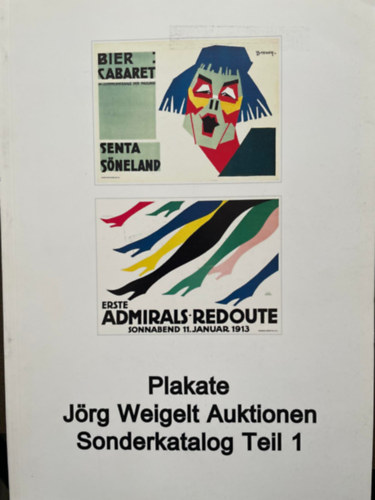 BIER :
CABARET
SENTA
SÖNELAND
ERSTE
ADMIRALS-REDOUTE
SONNABEND 11. JANUAR 1913
Plakate
Jörg Weigelt Auktionen
Sonderkatalog Teil 1